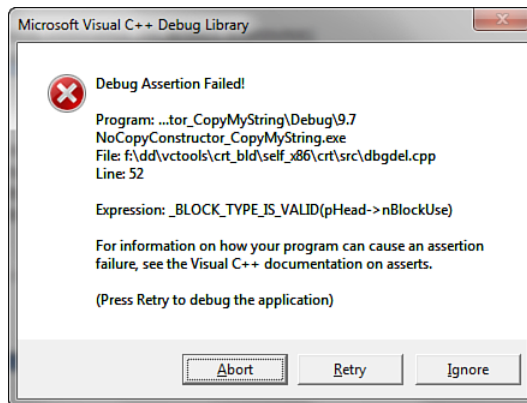 Microsoft Visual C++ Debug Library
Debug Assertion Failed!
Program: ...tor_CopyMyString\Debug\9.7
NoCopyConstructor_CopyMyString.exe
File: f:\dd\vctools\crt_bld\self_x86\crt\src\dbgdel.cpp
Line: 52
Expression: _BLOCK_TYPE_IS_VALID(pHead->nBlockUse)
For information on how your program can cause an assertion
failure, see the Visual C++ documentation on asserts.
(Press Retry to debug the application)
Abort Retry Ignore